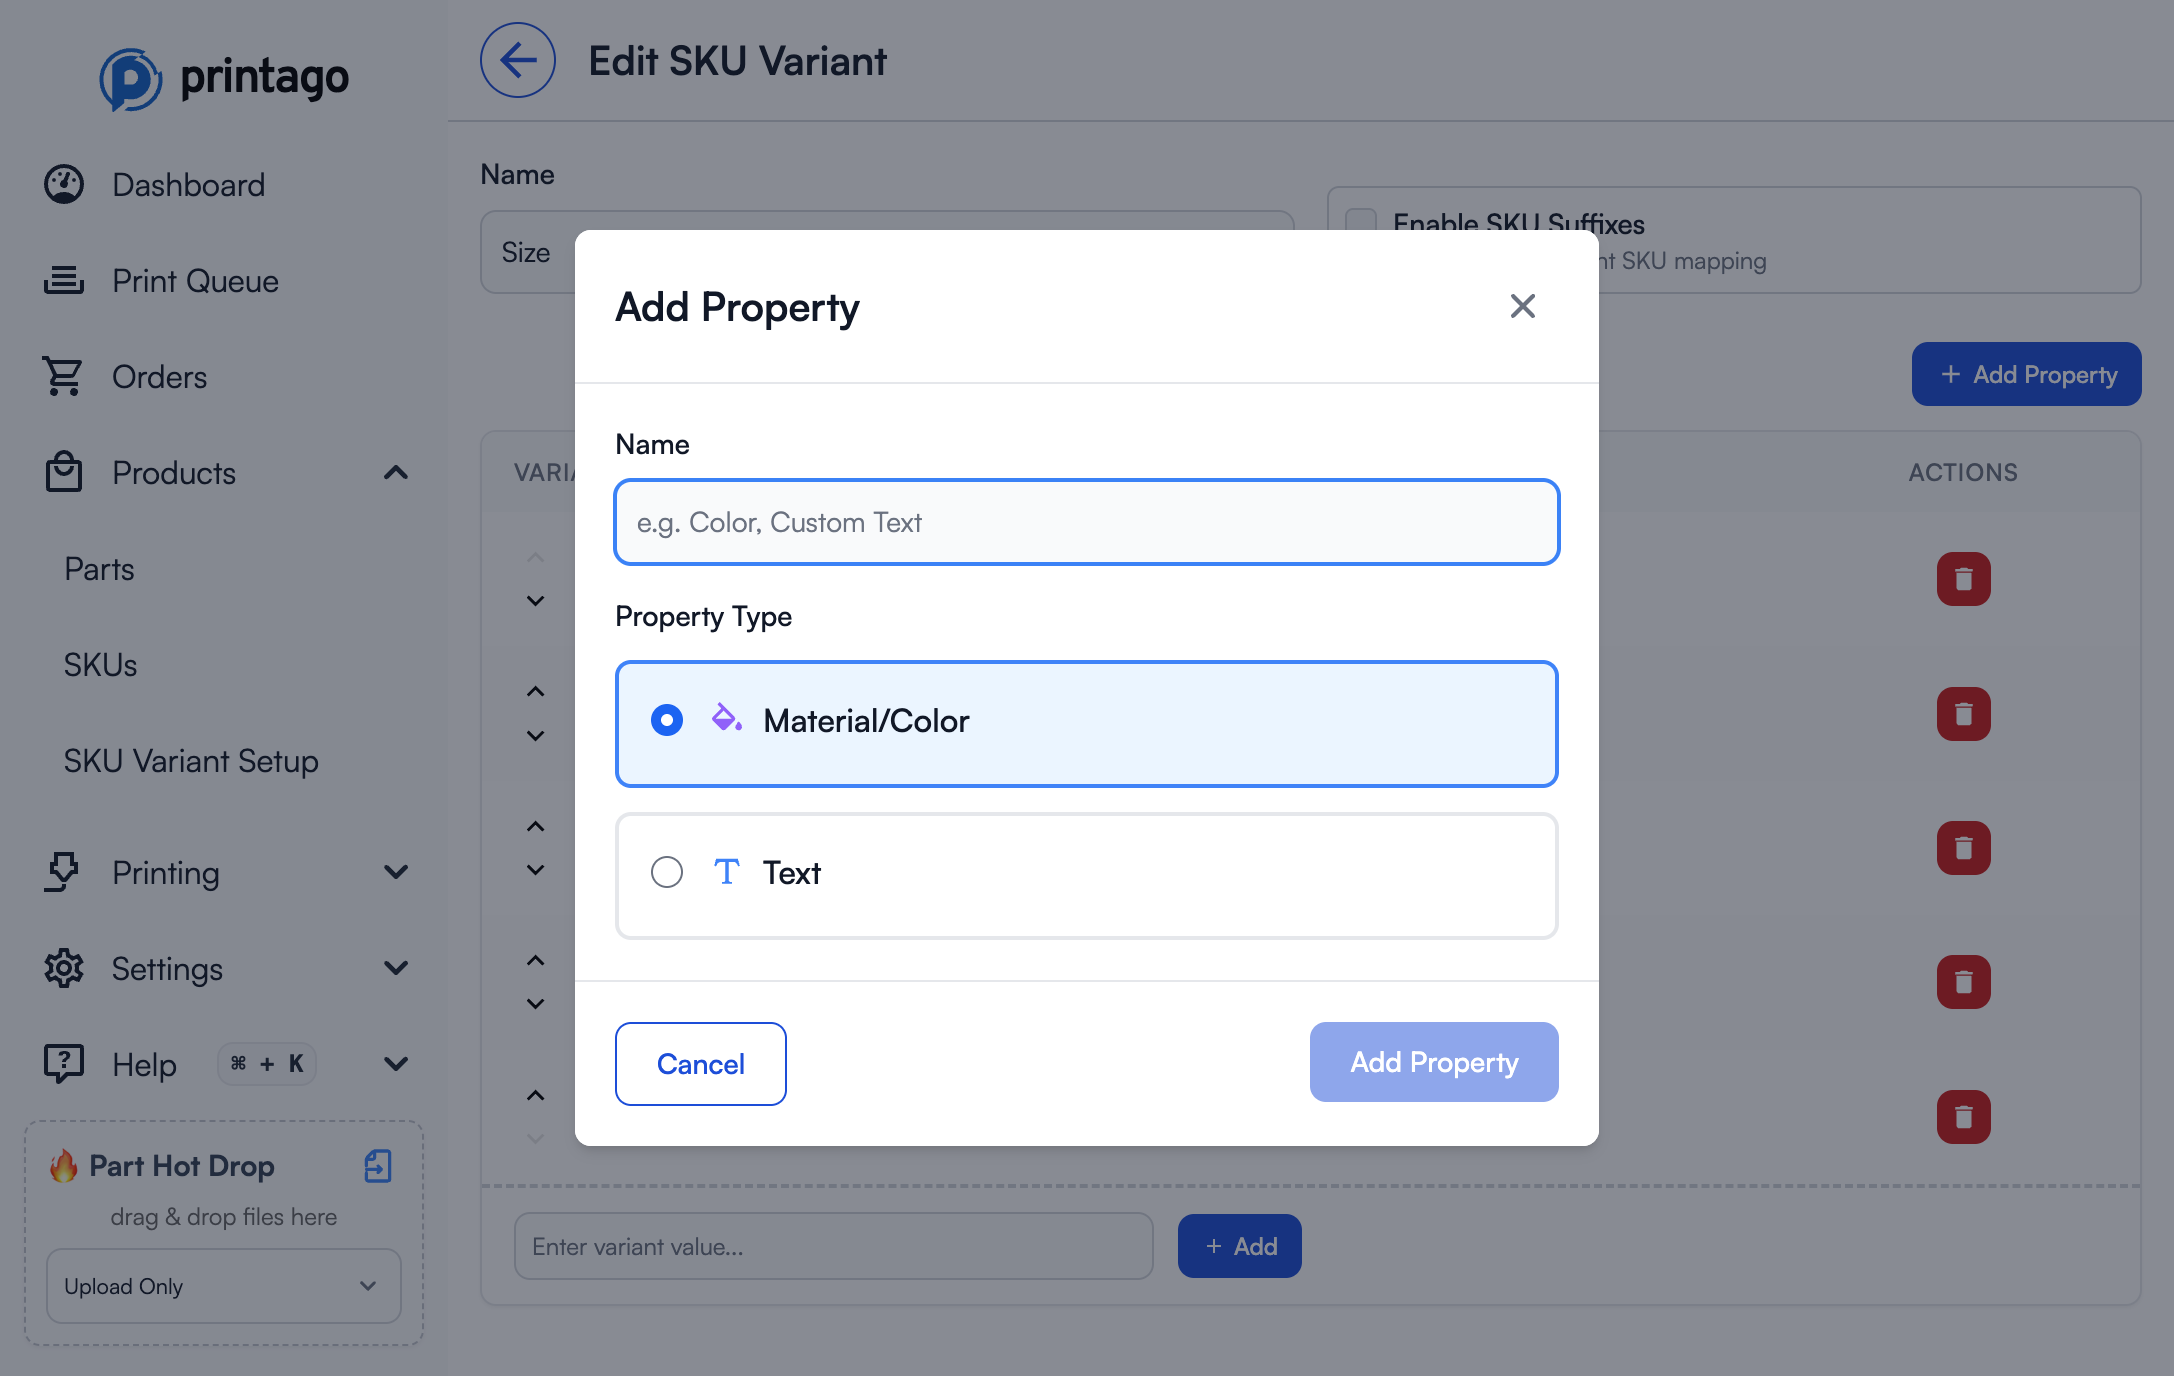 printago
Dashboard
Print Queue
Orders
Products
Parts
SKUs
SKU Variant Setup
Printing
Settings
Help ⌘ + K
Part Hot Drop
drag & drop files here
Upload Only
Edit SKU Variant
Name
Size
Enable SKU Suffixes
SKU mapping
+ Add Property
ACTIONS
Add Property
Name
e.g. Color, Custom Text
Property Type
Material/Color
T Text
Cancel
Add Property
Enter variant value...
+ Add